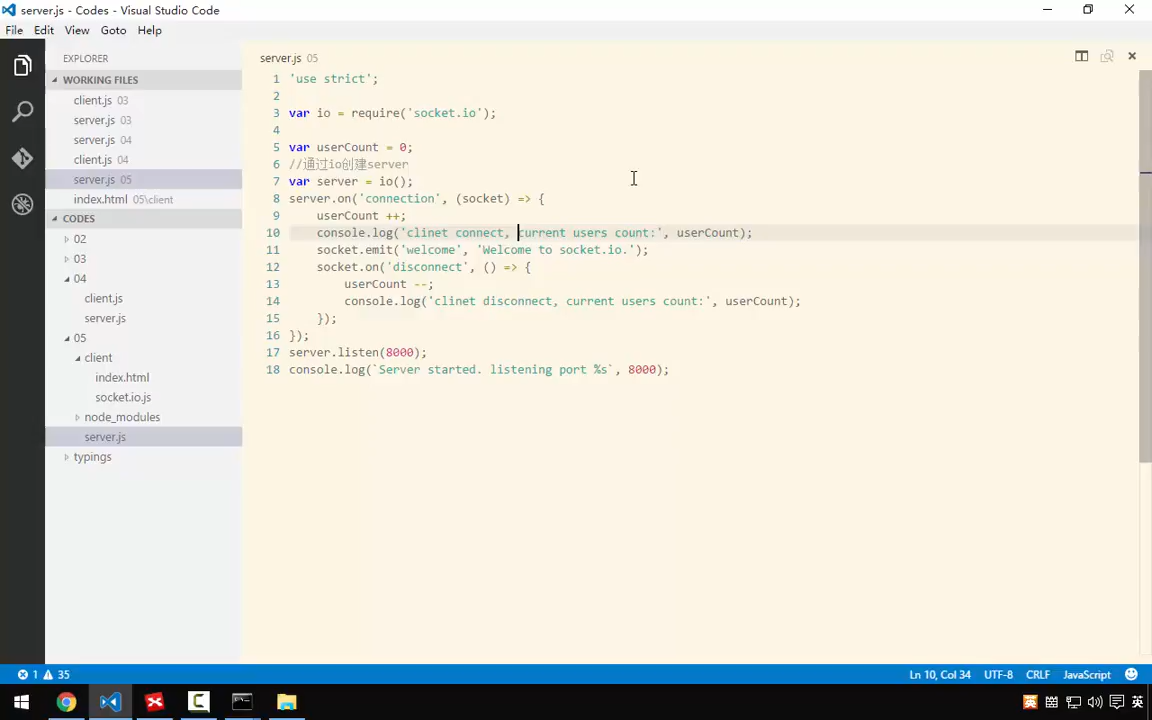 server.js - Codes - Visual Studio Code
File Edit View Goto Help
EXPLORER
WORKING FILES
client.js 03
server.js 03
server.js 04
client.js 04
server.js 05
index.html 05\client
CODES
02
03
04
client.js
server.js
05
client
index.html
socket.io.js
node_modules
server.js
typings
server.js 05
1 'use strict';
2
3 var io = require('socket.io');
4
5 var userCount = 0;
6 //通过io创建server
7 var server = io();
8 server.on('connection', (socket) => {
9 userCount ++;
10 console.log('clinet connect, current users count:', userCount);
11 socket.emit('welcome', 'Welcome to socket.io.');
12 socket.on('disconnect', () => {
13 userCount --;
14 console.log('clinet disconnect, current users count:', userCount);
15 });
16 });
17 server.listen(8000);
18 console.log(`Server started. listening port %s`, 8000);
1 35
Ln 10, Col 34 UTF-8 CRLF JavaScript
英